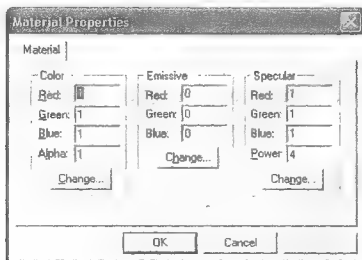 Material Properties
Material
Color
Red:
Green: 1
Blue: 1
Alpha: 1
Change...
Emissive
Red: 0
Green: 0
Blue: 0
Change...
Specular
Red: 1
Green: 1
Blue: 1
Power 4
Change...
OK
Cancel